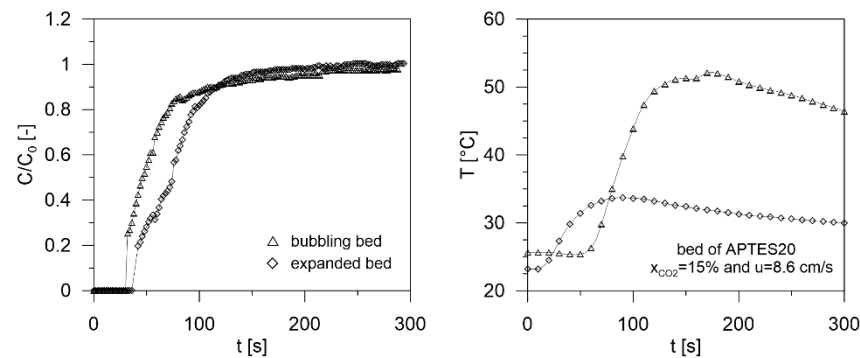 1.2
1
0.8
0.6
0.4
0.2
0
C/C0 [-]
bubbling bed
expanded bed
0 100 200 300
t [s]
60
50
40
30
20
T [°C]
bed of APTES20
xCO2=15% and u=8.6 cm/s
0 100 200 300
t [s]